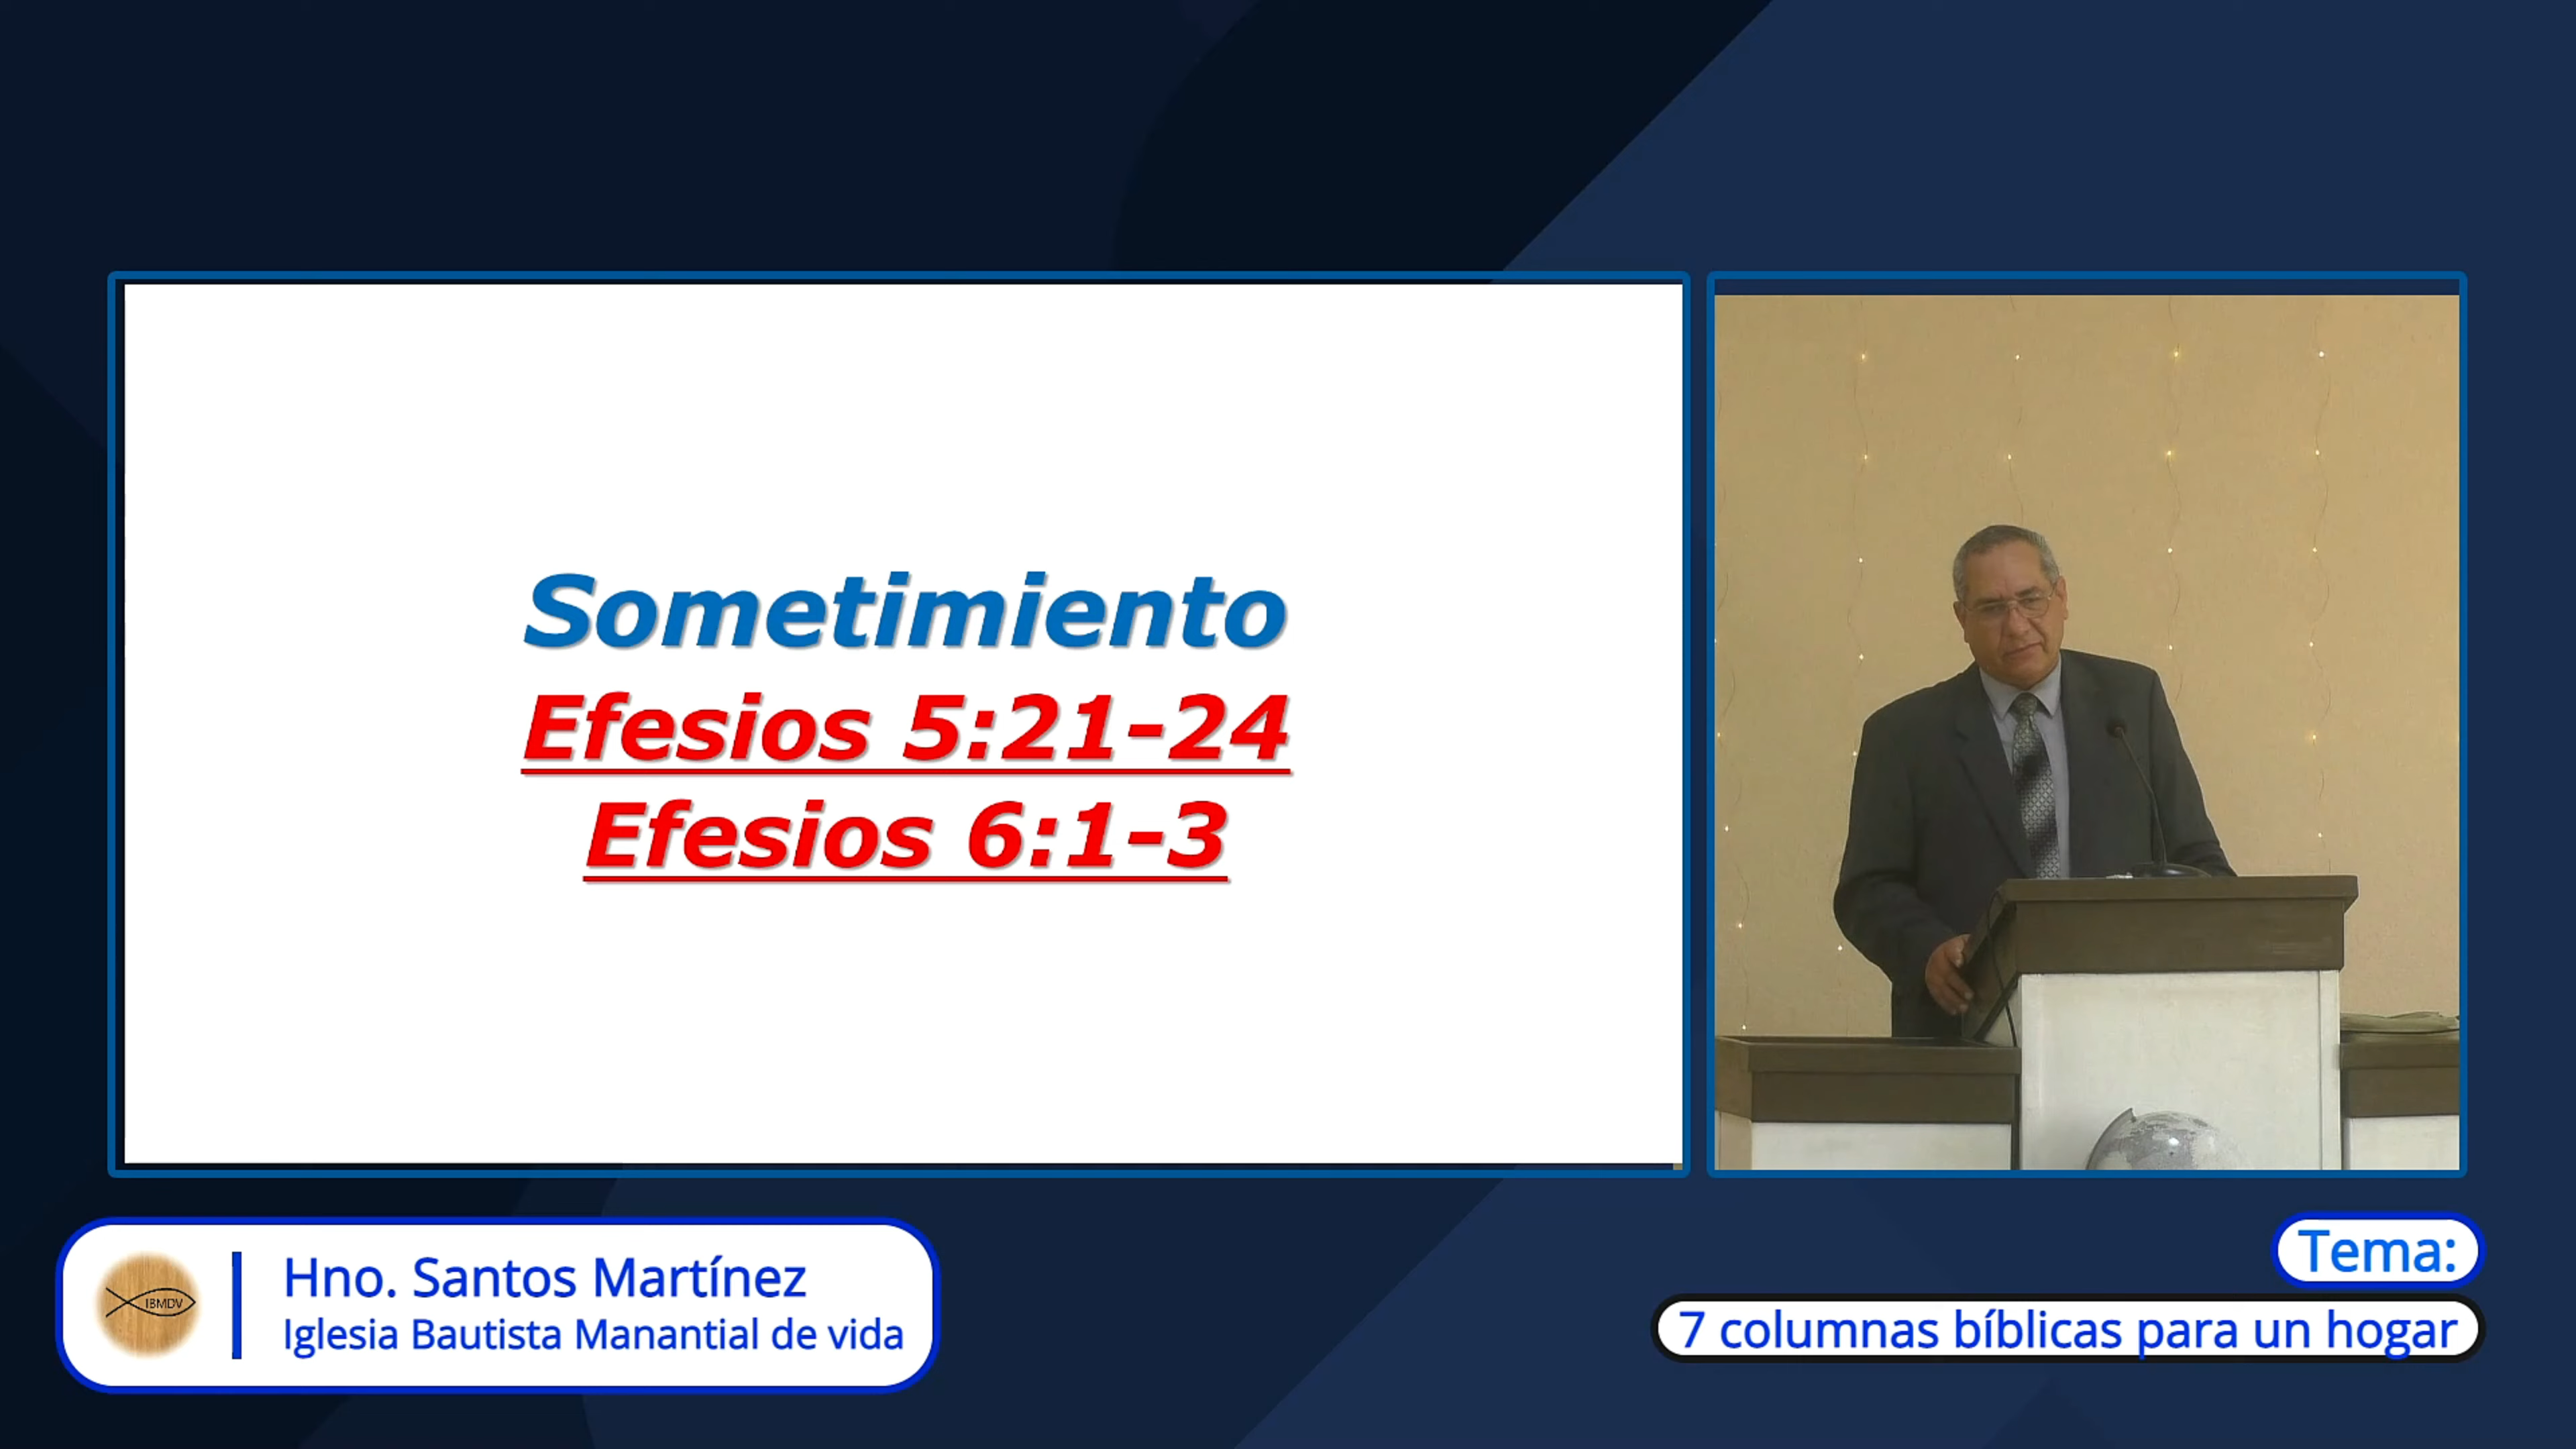 Sometimiento
Efesios 5:21-24
Efesios 6:1-3
IBMDV
Hno. Santos Martínez
Iglesia Bautista Manantial de vida
Tema:
7 columnas bíblicas para un hogar